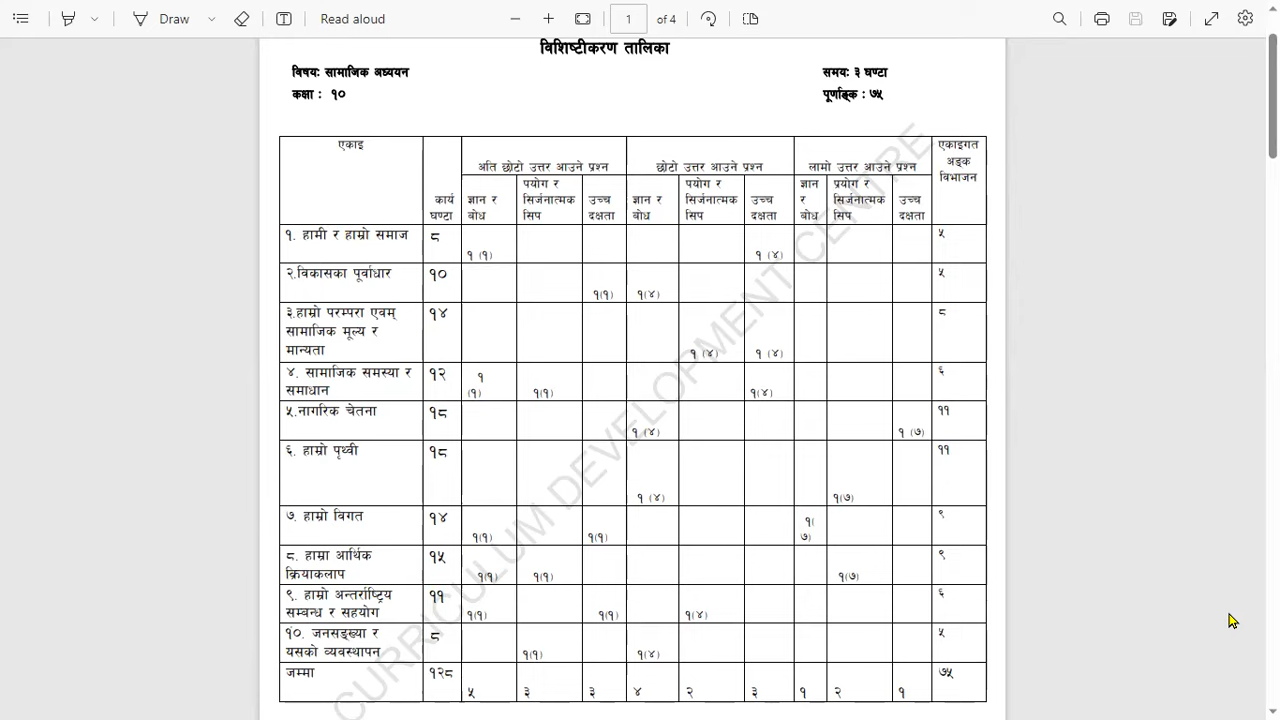 Draw
Read aloud
1 of 4
विशिष्टीकरण तालिका
विषयः सामाजिक अध्ययन
समयः ३ घण्टा
कक्षा : १०
पूर्णाङ्क : ७५
एकाइ
कार्य घण्टा
अति छोटो उत्तर आउने प्रश्न
छोटो उत्तर आउने प्रश्न
लामो उत्तर आउने प्रश्न
एकाइगत अङ्क विभाजन
ज्ञान र बोध
पयोग र सिर्जनात्मक सिप
उच्च दक्षता
ज्ञान र बोध
पयोग र सिर्जनात्मक सिप
उच्च दक्षता
ज्ञान र बोध
प्रयोग र सिर्जनात्मक सिप
उच्च दक्षता
१. हामी र हाम्रो समाज ८ १ (१) १ (४) ५
२.विकासका पूर्वाधार १० १(१) १(४) ५
३.हाम्रो परम्परा एवम्
सामाजिक मूल्य र
मान्यता १४ १ (४) १ (४) ८
४. सामाजिक समस्या र
समाधान १२ १ (१) १(१) १(४) ६
५.नागरिक चेतना १८ १ (४) १ (७) ११
६. हाम्रो पृथ्वी १८ १ (४) १(७) ११
७. हाम्रो विगत १४ १(१) १(१) १(७) ९
८. हाम्रा आर्थिक
क्रियाकलाप १५ १(१) १(१) १(७) ९
९. हाम्रो अन्तर्राष्ट्रिय
सम्बन्ध र सहयोग ११ १(१) १(१) १(४) ६
१०. जनसङ्ख्या र
यसको व्यवस्थापन ८ १(१) १(४) ५
जम्मा १२८ ५ ३ ३ ४ २ ३ १ २ १ ७५
CURRICULUM DEVELOPMENT CENTRE